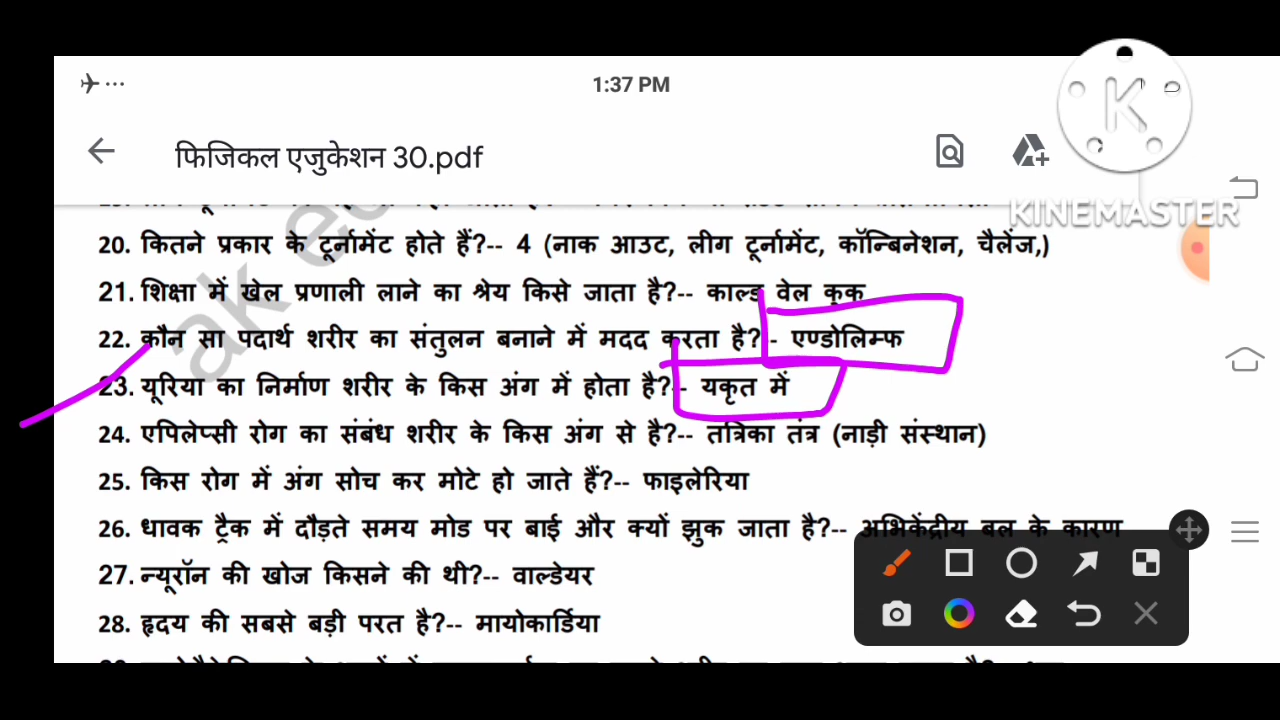 1:37 PM
फिजिकल एजुकेशन 30.pdf
KINEMASTER
20. कितने प्रकार के टूर्नामेंट होते हैं?-- 4 (नाक आउट, लीग टूर्नामेंट, कॉन्बिनेशन, चैलेंज,)
21. शिक्षा में खेल प्रणाली लाने का श्रेय किसे जाता है?-- काल्ड वेल कुक
22. कौन सा पदार्थ शरीर का संतुलन बनाने में मदद करता है?- एण्डोलिम्फ
23. यूरिया का निर्माण शरीर के किस अंग में होता है?-- यकृत में
24. एपिलेप्सी रोग का संबंध शरीर के किस अंग से है?-- तत्रिका तंत्र (नाड़ी संस्थान)
25. किस रोग में अंग सोच कर मोटे हो जाते हैं?-- फाइलेरिया
26. धावक ट्रैक में दौड़ते समय मोड पर बाई और क्यों झुक जाता है?-- अभिकेंद्रीय बल के कारण
27. न्यूरॉन की खोज किसने की थी?-- वाल्डेयर
28. हृदय की सबसे बड़ी परत है?-- मायोकार्डिया